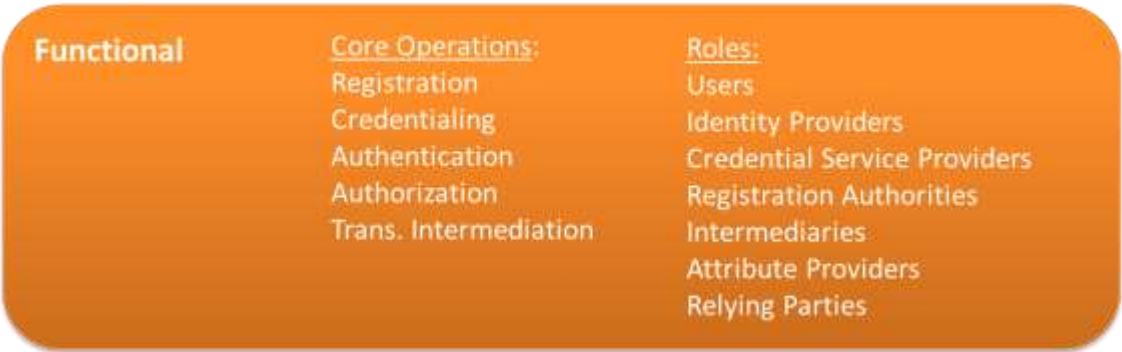 Functional
Core Operations:
Registration
Credentialing
Authentication
Authorization
Trans. Intermediation
Roles:
Users
Identity Providers
Credential Service Providers
Registration Authorities
Intermediaries
Attribute Providers
Relying Parties